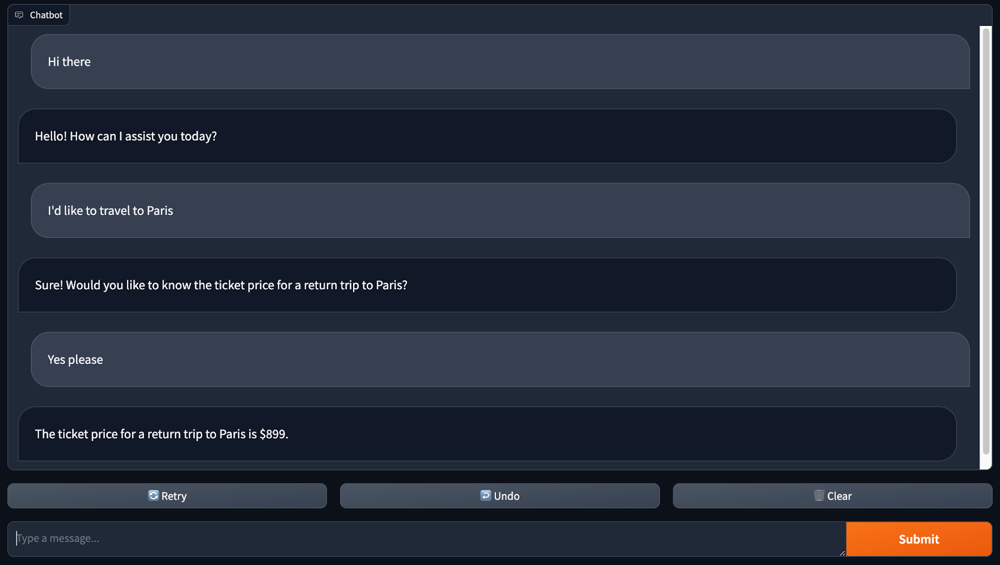 Chatbot
Hi there
Hello! How can I assist you today?
I'd like to travel to Paris
Sure! Would you like to know the ticket price for a return trip to Paris?
Yes please
The ticket price for a return trip to Paris is $899.
Retry
Undo
Clear
Type a message...
Submit